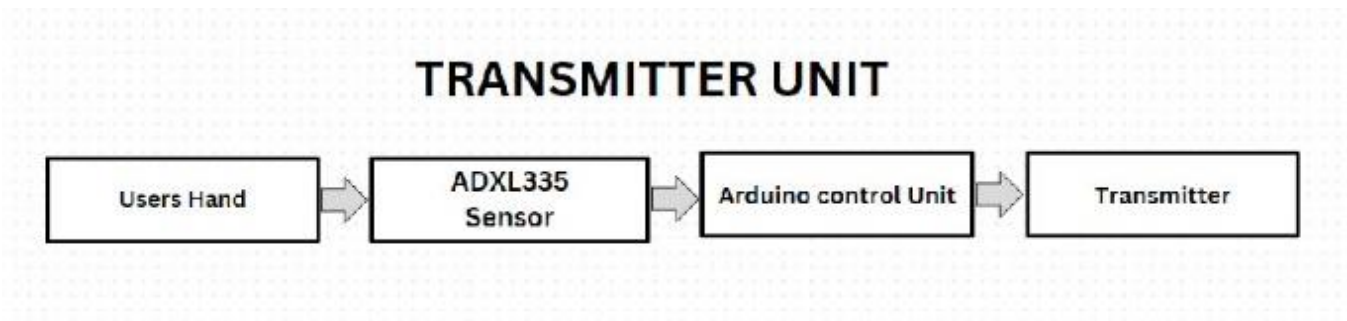 TRANSMITTER UNIT
Users Hand
ADXL335
Sensor
Arduino control Unit
Transmitter